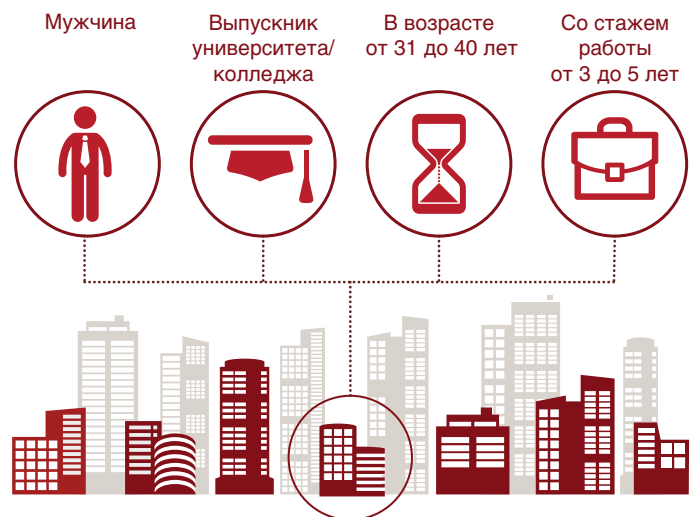 Мужчина
Выпускник
университета/
колледжа
В возрасте
от 31 до 40 лет
Со стажем
работы
от 3 до 5 лет